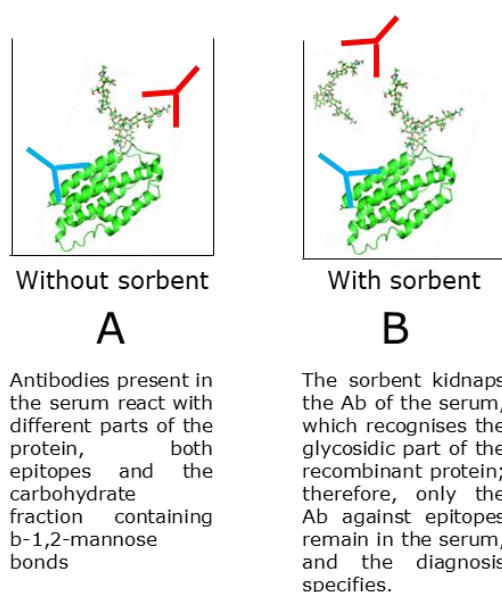 Without sorbent
With sorbent
A
B
Antibodies present in
the serum react with
different parts of the
protein, both
epitopes and the
carbohydrate
fraction containing
b-1,2-mannose
bonds
The sorbent kidnaps
the Ab of the serum,
which recognises the
glycosidic part of the
recombinant protein;
therefore, only the
Ab against epitopes
remain in the serum,
and the diagnosis
specifies.